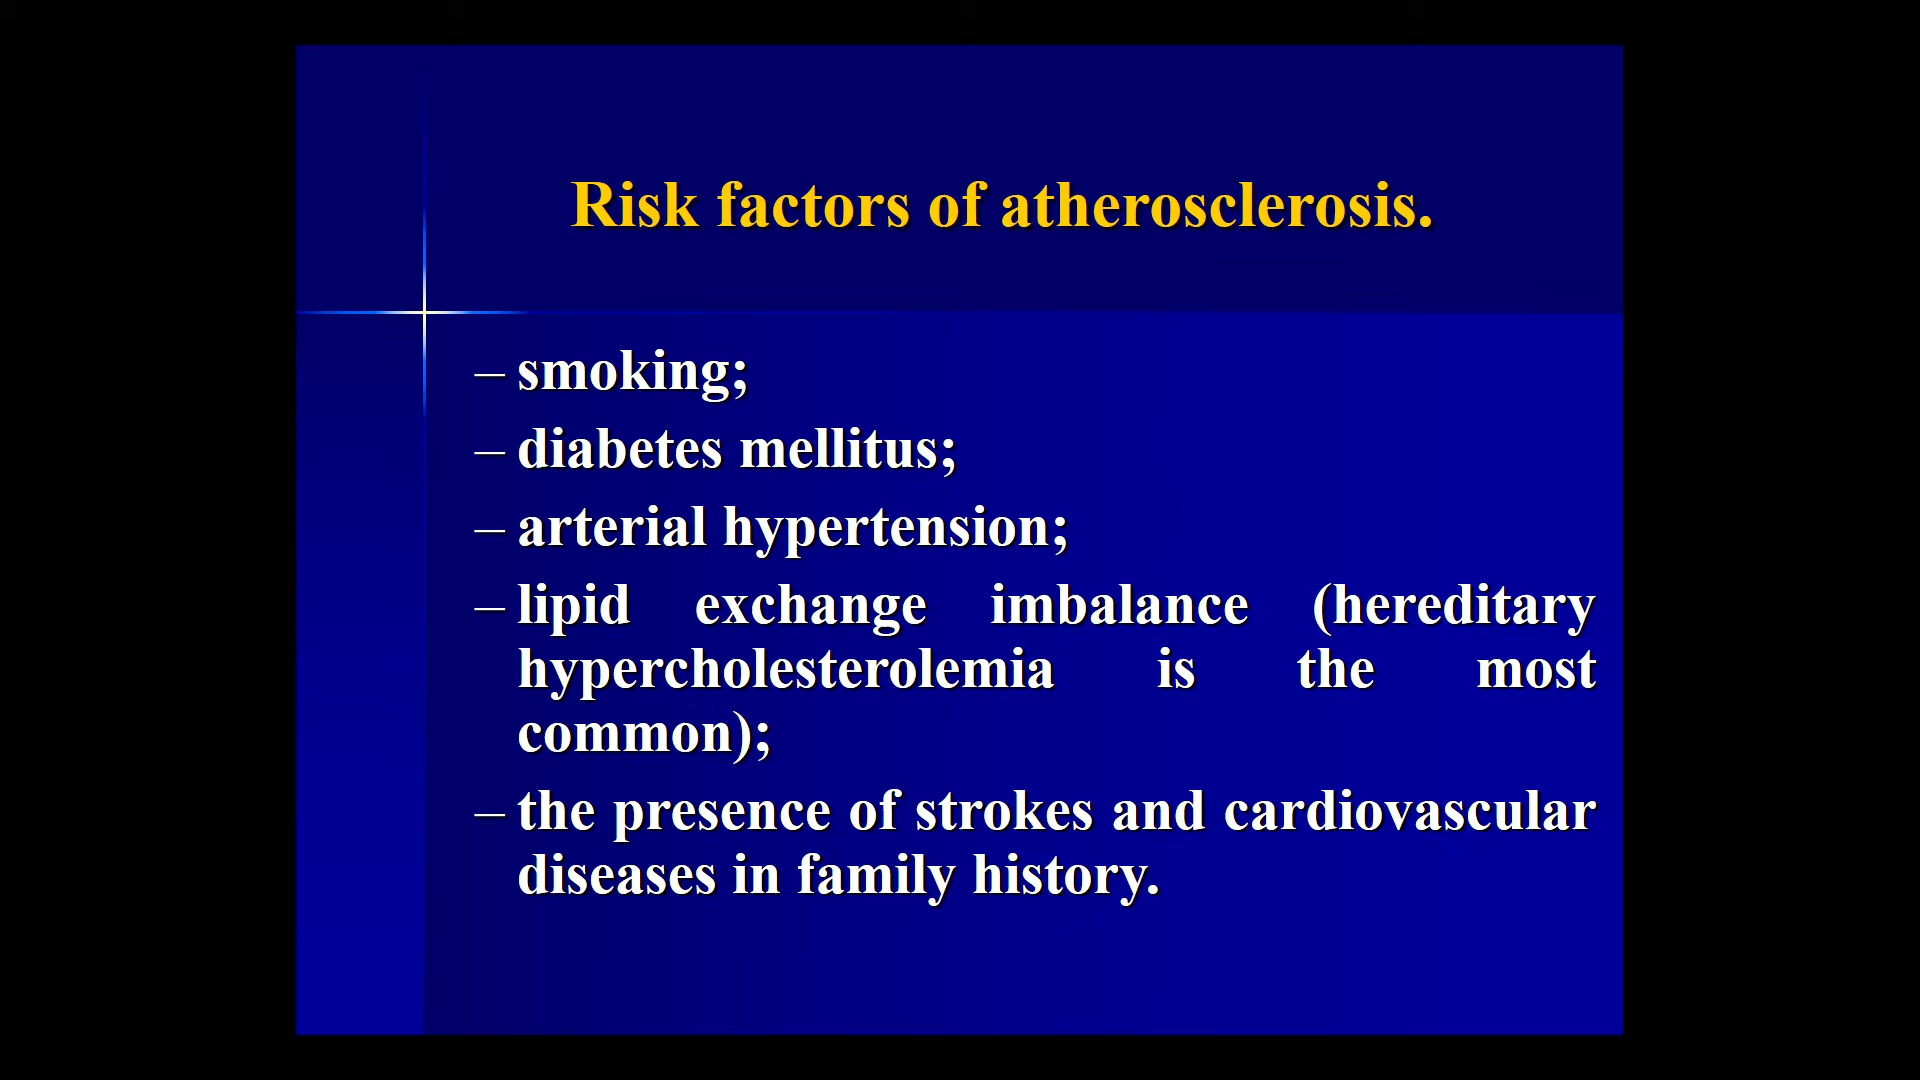 Risk factors of atherosclerosis.
– smoking;
– diabetes mellitus;
– arterial hypertension;
– lipid exchange imbalance (hereditary
hypercholesterolemia is the most
common);
– the presence of strokes and cardiovascular
diseases in family history.